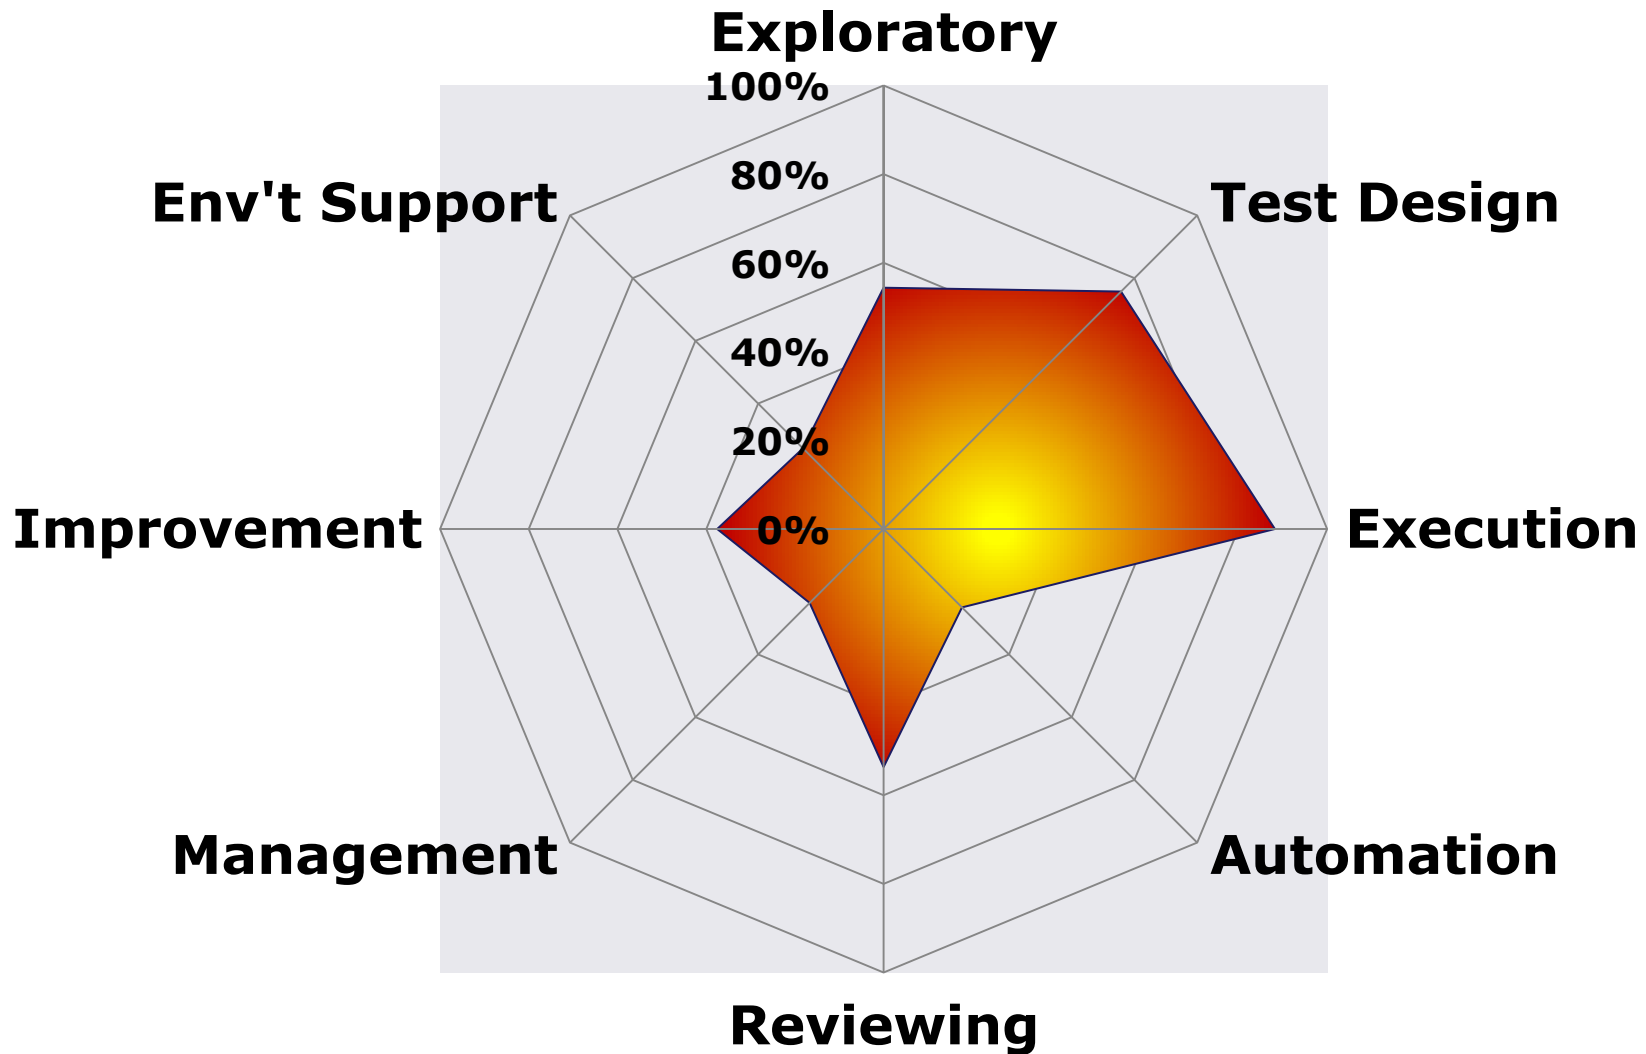 Exploratory
100%
80%
60%
40%
20%
0%
Env't Support
Test Design
Improvement
Execution
Management
Automation
Reviewing